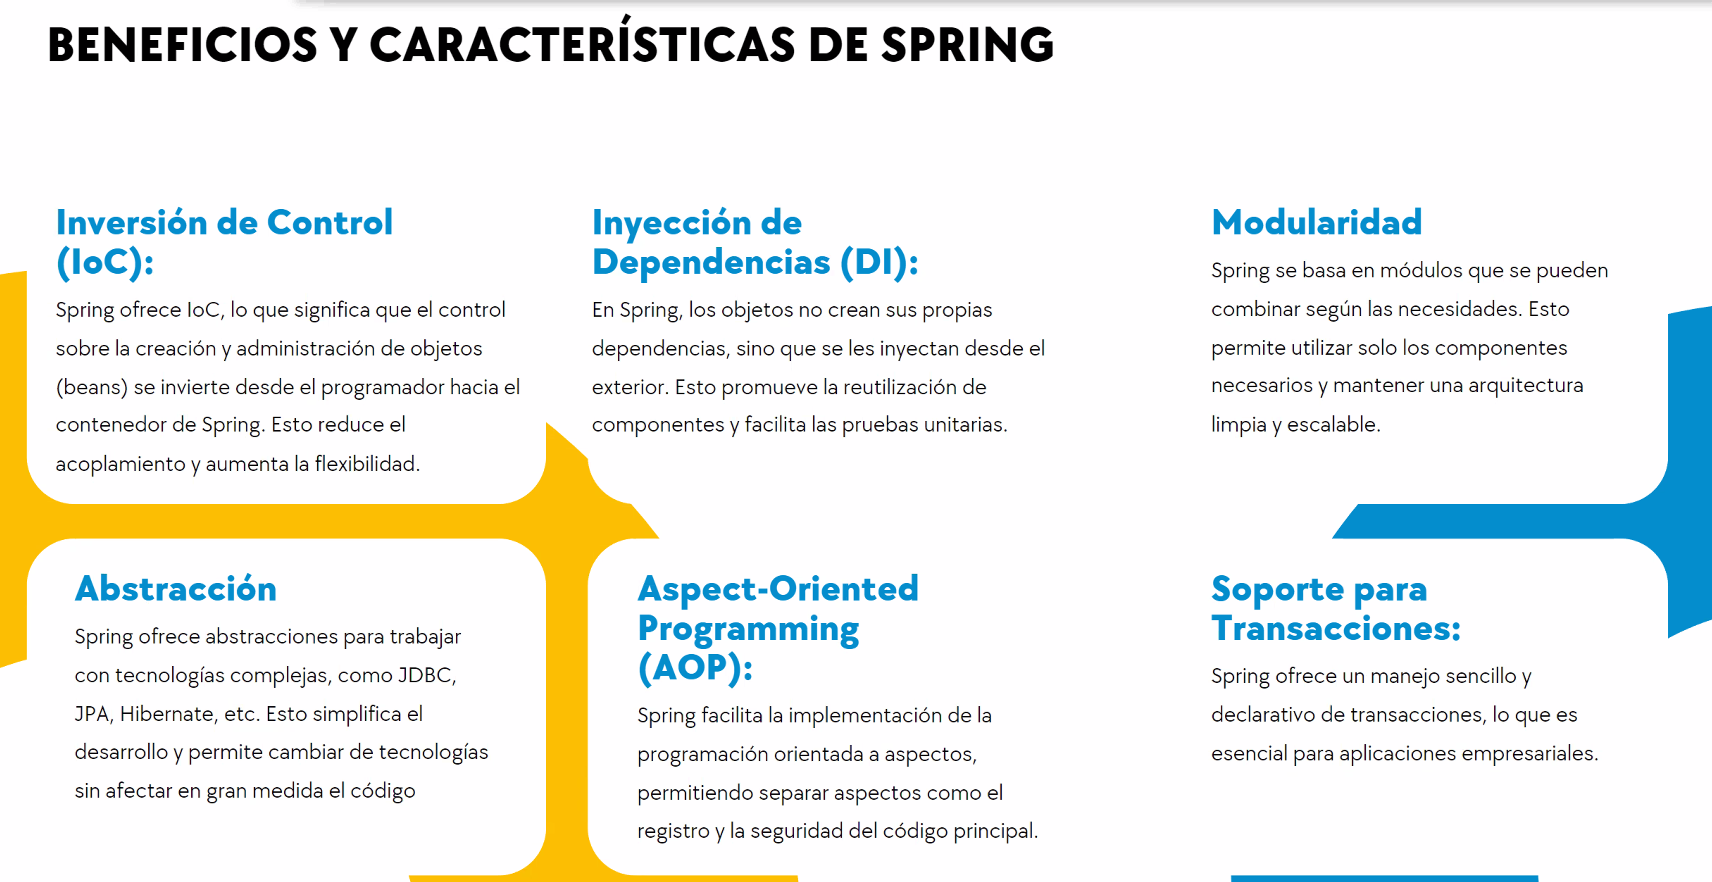 BENEFICIOS Y CARACTERÍSTICAS DE SPRING
Inversión de Control
(IoC):
Spring ofrece IoC, lo que significa que el control
sobre la creación y administración de objetos
(beans) se invierte desde el programador hacia el
contenedor de Spring. Esto reduce el
acoplamiento y aumenta la flexibilidad.
Inyección de
Dependencias (DI):
En Spring, los objetos no crean sus propias
dependencias, sino que se les inyectan desde el
exterior. Esto promueve la reutilización de
componentes y facilita las pruebas unitarias.
Modularidad
Spring se basa en módulos que se pueden
combinar según las necesidades. Esto
permite utilizar solo los componentes
necesarios y mantener una arquitectura
limpia y escalable.
Abstracción
Spring ofrece abstracciones para trabajar
con tecnologías complejas, como JDBC,
JPA, Hibernate, etc. Esto simplifica el
desarrollo y permite cambiar de tecnologías
sin afectar en gran medida el código
Aspect-Oriented
Programming
(AOP):
Spring facilita la implementación de la
programación orientada a aspectos,
permitiendo separar aspectos como el
registro y la seguridad del código principal.
Soporte para
Transacciones:
Spring ofrece un manejo sencillo y
declarativo de transacciones, lo que es
esencial para aplicaciones empresariales.